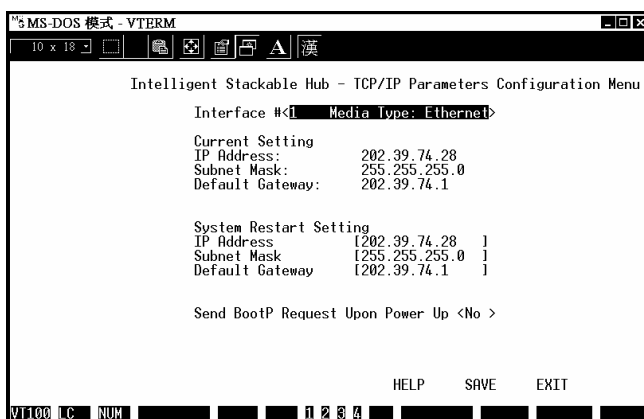 MS-DOS 模式 - VTERM
10 x 18
A 漢
Intelligent Stackable Hub - TCP/IP Parameters Configuration Menu
Interface #<1 Media Type: Ethernet>
Current Setting
IP Address: 202.39.74.28
Subnet Mask: 255.255.255.0
Default Gateway: 202.39.74.1
System Restart Setting
IP Address [202.39.74.28 ]
Subnet Mask [255.255.255.0 ]
Default Gateway [202.39.74.1 ]
Send BootP Request Upon Power Up <No >
HELP SAVE EXIT
VT100 LC NUM 1 2 3 4